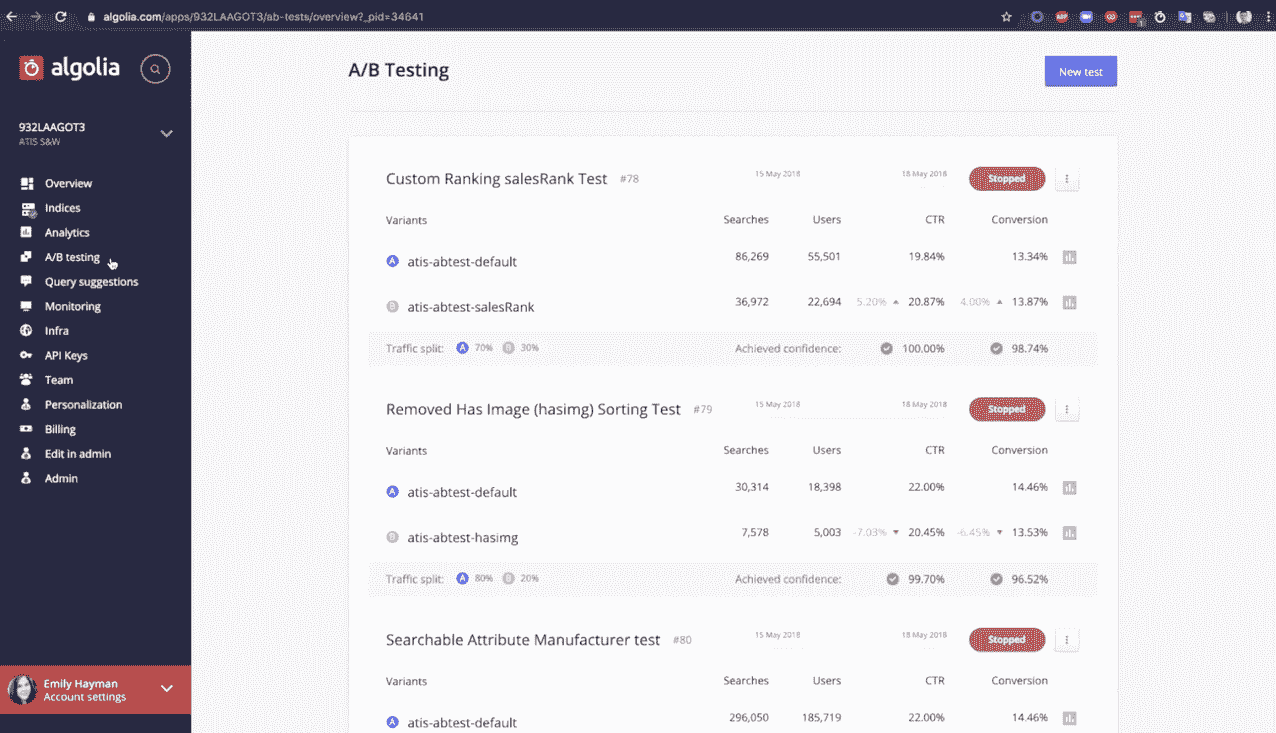 algolia.com/apps/932LAAGOT3/ab-tests/overview?_pid=34641
algolia
932LAAGOT3
ATIS S&W
Overview
Indices
Analytics
A/B testing
Query suggestions
Monitoring
Infra
API Keys
Team
Personalization
Billing
Edit in admin
Admin
Emily Hayman
Account settings
A/B Testing New test
Custom Ranking salesRank Test #78 15 May 2018 18 May 2018 Stopped
Variants Searches Users CTR Conversion
A atis-abtest-default 86,269 55,501 19.84% 13.34%
B atis-abtest-salesRank 36,972 22,694 5.20% 20.87% 4.00% 13.87%
Traffic split: A 70% B 30% Achieved confidence: 100.00% 98.74%
Removed Has Image (hasimg) Sorting Test #79 15 May 2018 18 May 2018 Stopped
Variants Searches Users CTR Conversion
A atis-abtest-default 30,314 18,398 22.00% 14.46%
B atis-abtest-hasimg 7,578 5,003 -7.03% 20.45% -6.45% 13.53%
Traffic split: A 80% B 20% Achieved confidence: 99.70% 96.52%
Searchable Attribute Manufacturer test #80 15 May 2018 18 May 2018 Stopped
Variants Searches Users CTR Conversion
A atis-abtest-default 296,050 185,719 22.00% 14.46%